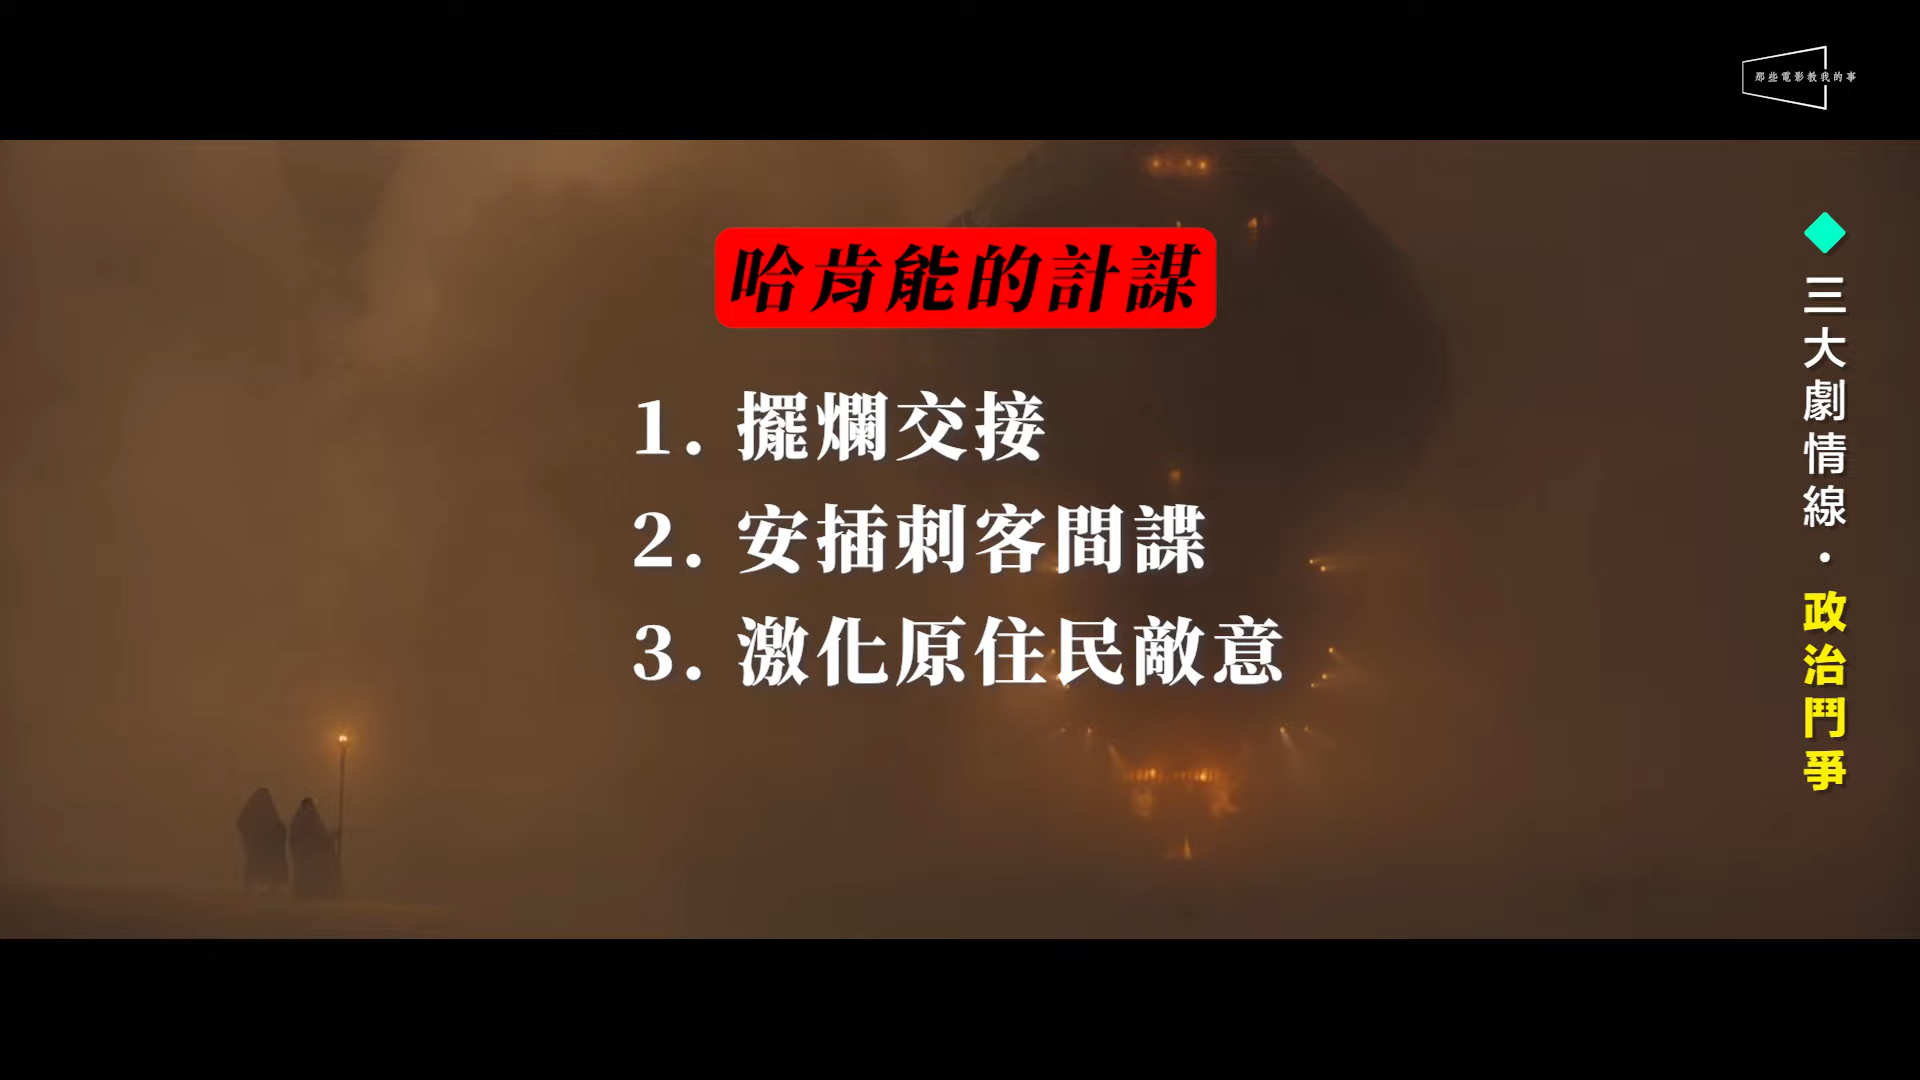 那些電影教我的事
哈肯能的計謀
1. 擺爛交接
2. 安插刺客間諜
3. 激化原住民敵意
三大劇情線·政治鬥爭